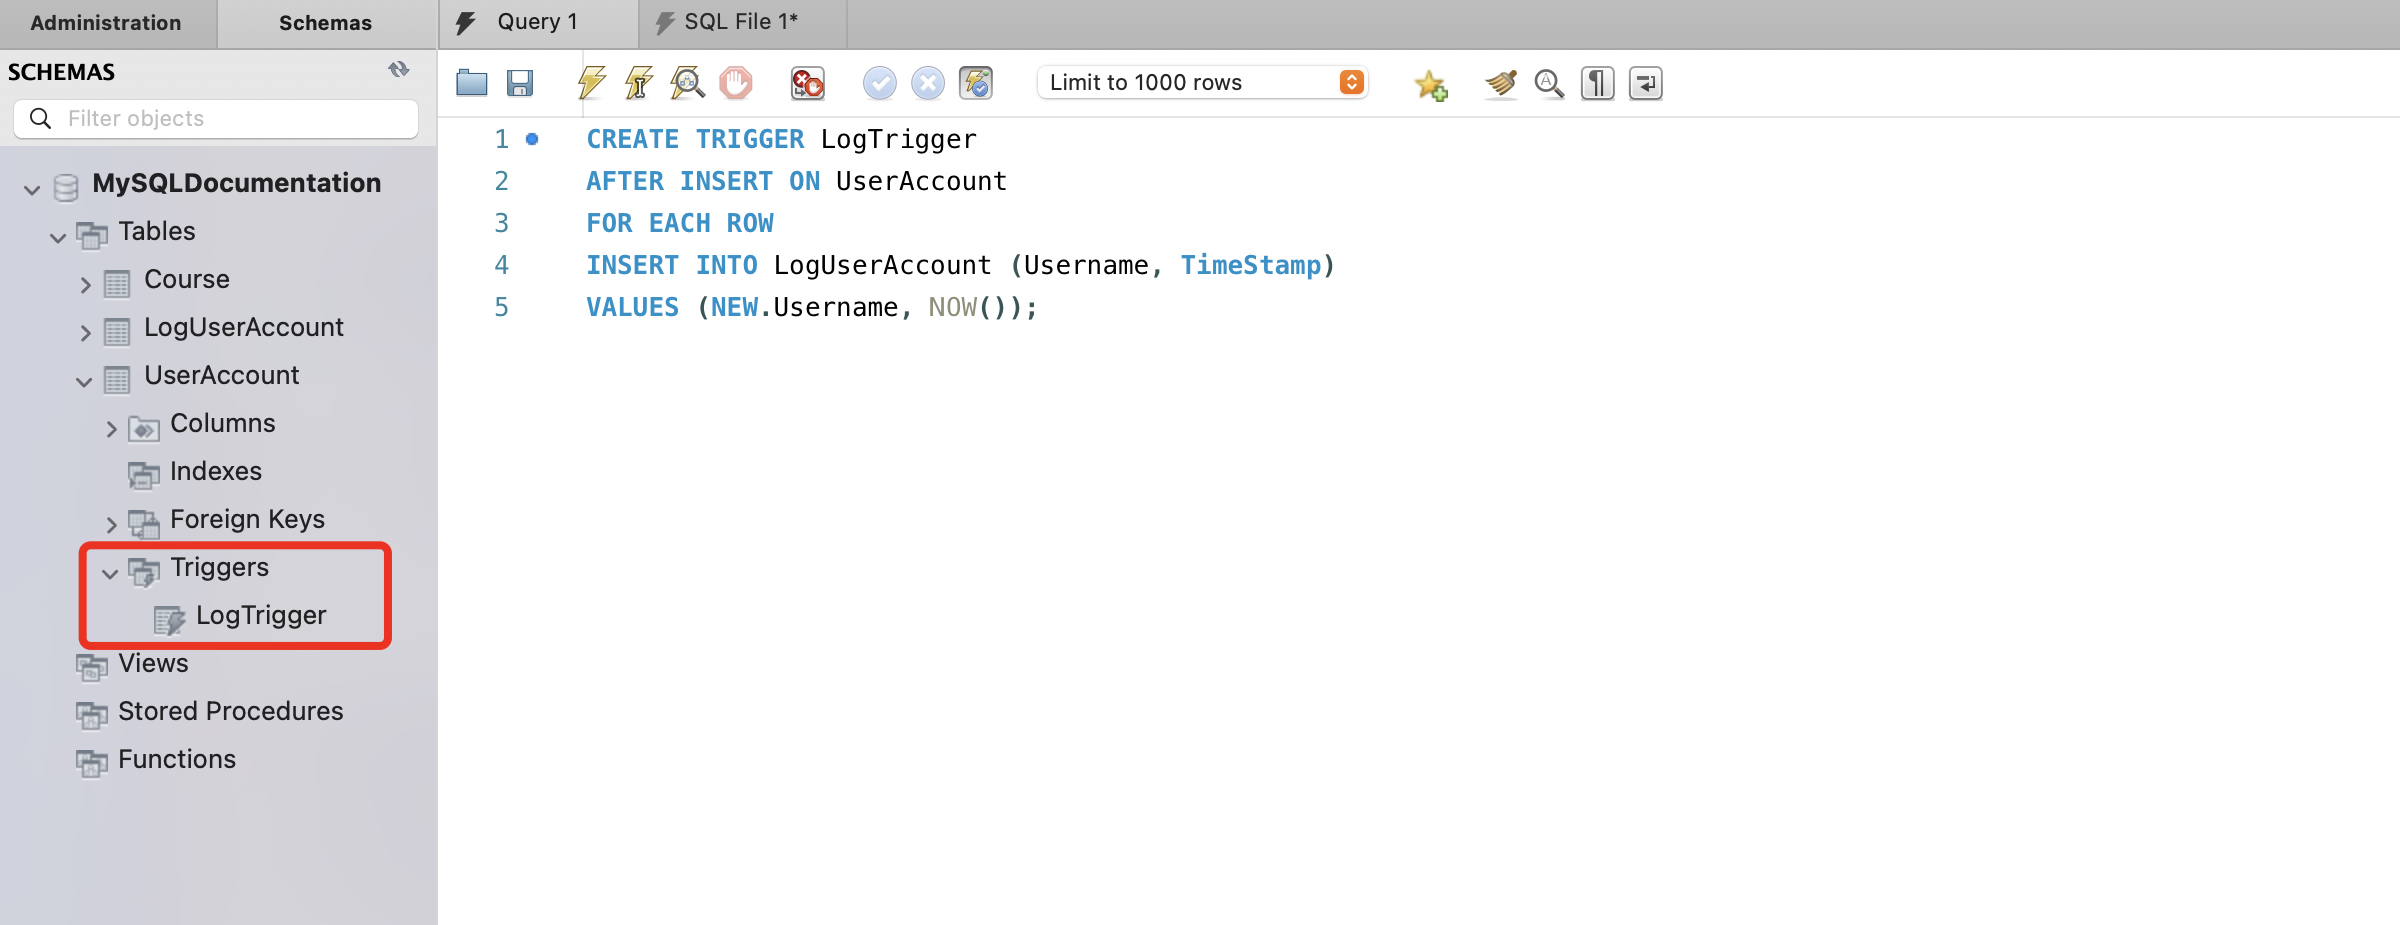 Administration
Schemas
Query 1
SQL File 1*
SCHEMAS
Filter objects
Limit to 1000 rows
MySQLDocumentation
Tables
Course
LogUserAccount
UserAccount
Columns
Indexes
Foreign Keys
Triggers
LogTrigger
Views
Stored Procedures
Functions
1 CREATE TRIGGER LogTrigger
2 AFTER INSERT ON UserAccount
3 FOR EACH ROW
4 INSERT INTO LogUserAccount (Username, TimeStamp)
5 VALUES (NEW.Username, NOW());